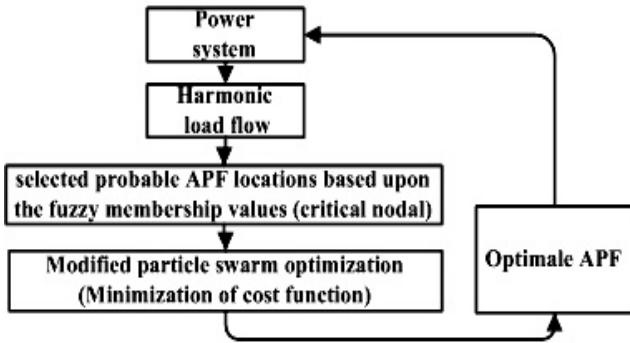 Power
system
Harmonic
load flow
selected probable APF locations based upon
the fuzzy membership values (critical nodal)
Modified particle swarm optimization
(Minimization of cost function)
Optimale APF